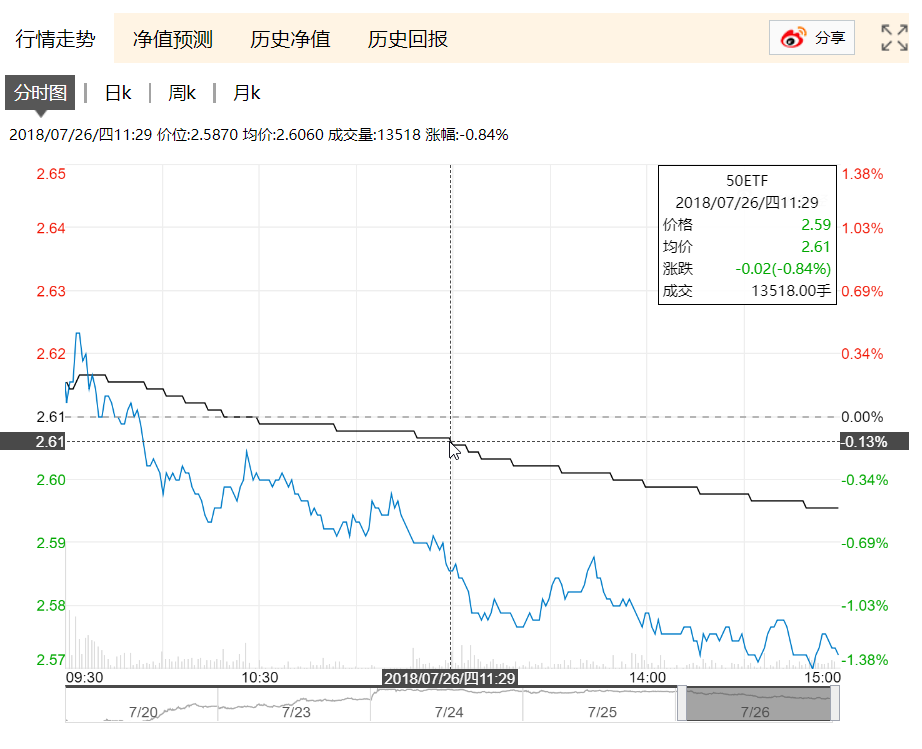 行情走势 净值预测 历史净值 历史回报 分享
分时图 日k 周k 月k
2018/07/26/四11:29 价位:2.5870 均价:2.6060 成交量:13518 涨幅:-0.84%
50ETF
2018/07/26/四11:29
价格 2.59
均价 2.61
涨跌 -0.02(-0.84%)
成交 13518.00手
2.65 1.38%
2.64 1.03%
2.63 0.69%
2.62 0.34%
2.61 0.00%
2.61 -0.13%
2.60 -0.34%
2.59 -0.69%
2.58 -1.03%
2.57 -1.38%
09:30 10:30 2018/07/26/四11:29 14:00 15:00
7/20 7/23 7/24 7/25 7/26